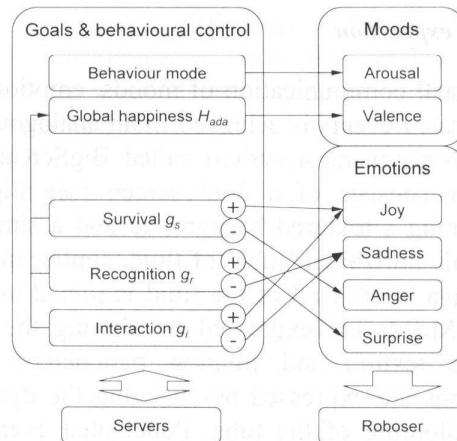 Goals & behavioural control
Behaviour mode
Global happiness H_ada
Survival g_s
+
-
Recognition g_r
+
-
Interaction g_i
+
-
Servers
Moods
Arousal
Valence
Emotions
Joy
Sadness
Anger
Surprise
Roboser